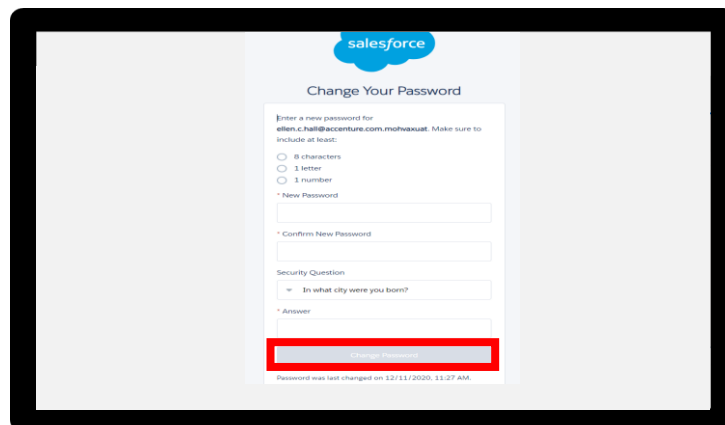 salesforce
Change Your Password
Enter a new password for
ellen.c.hall@accenture.com.mohvaxuat. Make sure to
include at least:
8 characters
1 letter
1 number
* New Password
* Confirm New Password
Security Question
In what city were you born?
* Answer
Change Password
Password was last changed on 12/11/2020, 11:27 AM.